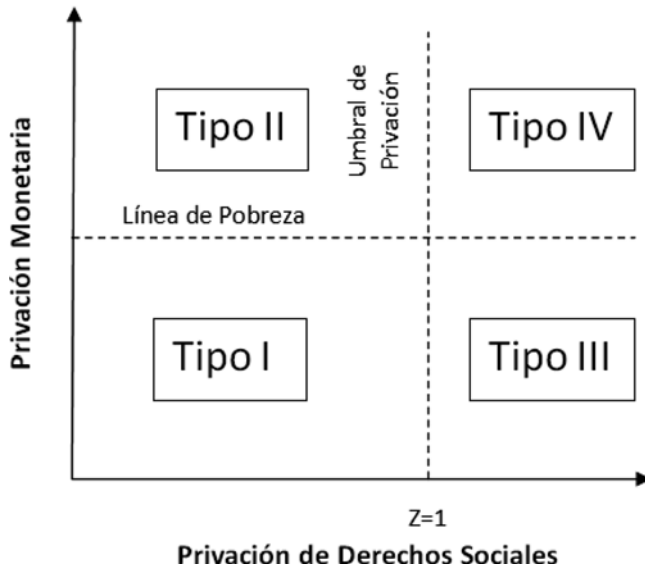 Privación Monetaria
Tipo II
Umbral de
Privación
Tipo IV
Línea de Pobreza
Tipo I
Tipo III
Z=1
Privación de Derechos Sociales